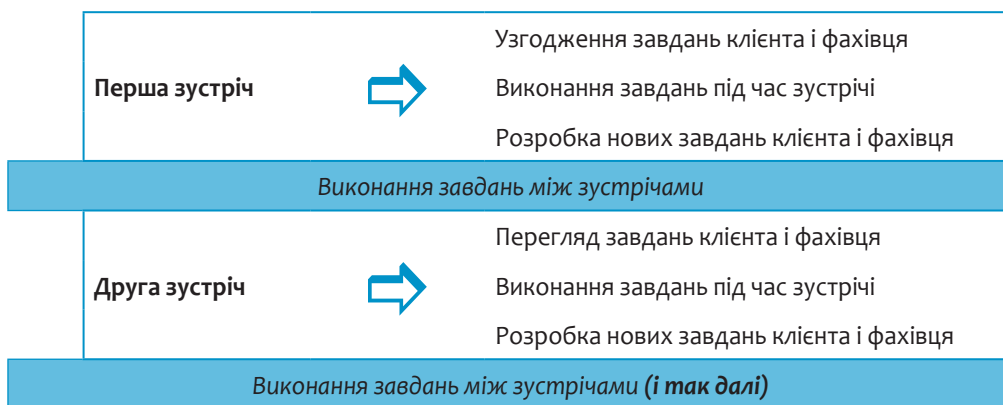 Узгодження завдань клієнта і фахівця
Перша зустріч
Виконання завдань під час зустрічі
Розробка нових завдань клієнта і фахівця
Виконання завдань між зустрічами
Перегляд завдань клієнта і фахівця
Друга зустріч
Виконання завдань під час зустрічі
Розробка нових завдань клієнта і фахівця
Виконання завдань між зустрічами (і так далі)